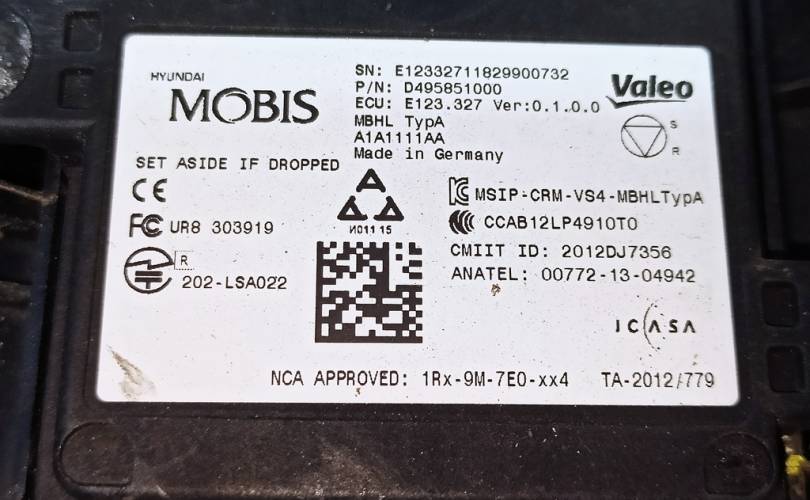 HYUNDAI
MOBIS
SN: E12332711829900732
P/N: D495851000
ECU: E123.327 Ver:0.1.0.0
MBHL TypA
A1A1111AA
Made in Germany
Valeo
S
R
SET ASIDE IF DROPPED
CE
FC UR8 303919
R
202-LSA022
И011 15
MSIP-CRM-VS4-MBHLTypA
CCAB12LP4910T0
CMIIT ID: 2012DJ7356
ANATEL: 00772-13-04942
ICASA
NCA APPROVED: 1Rx-9M-7E0-xx4
TA-2012/779